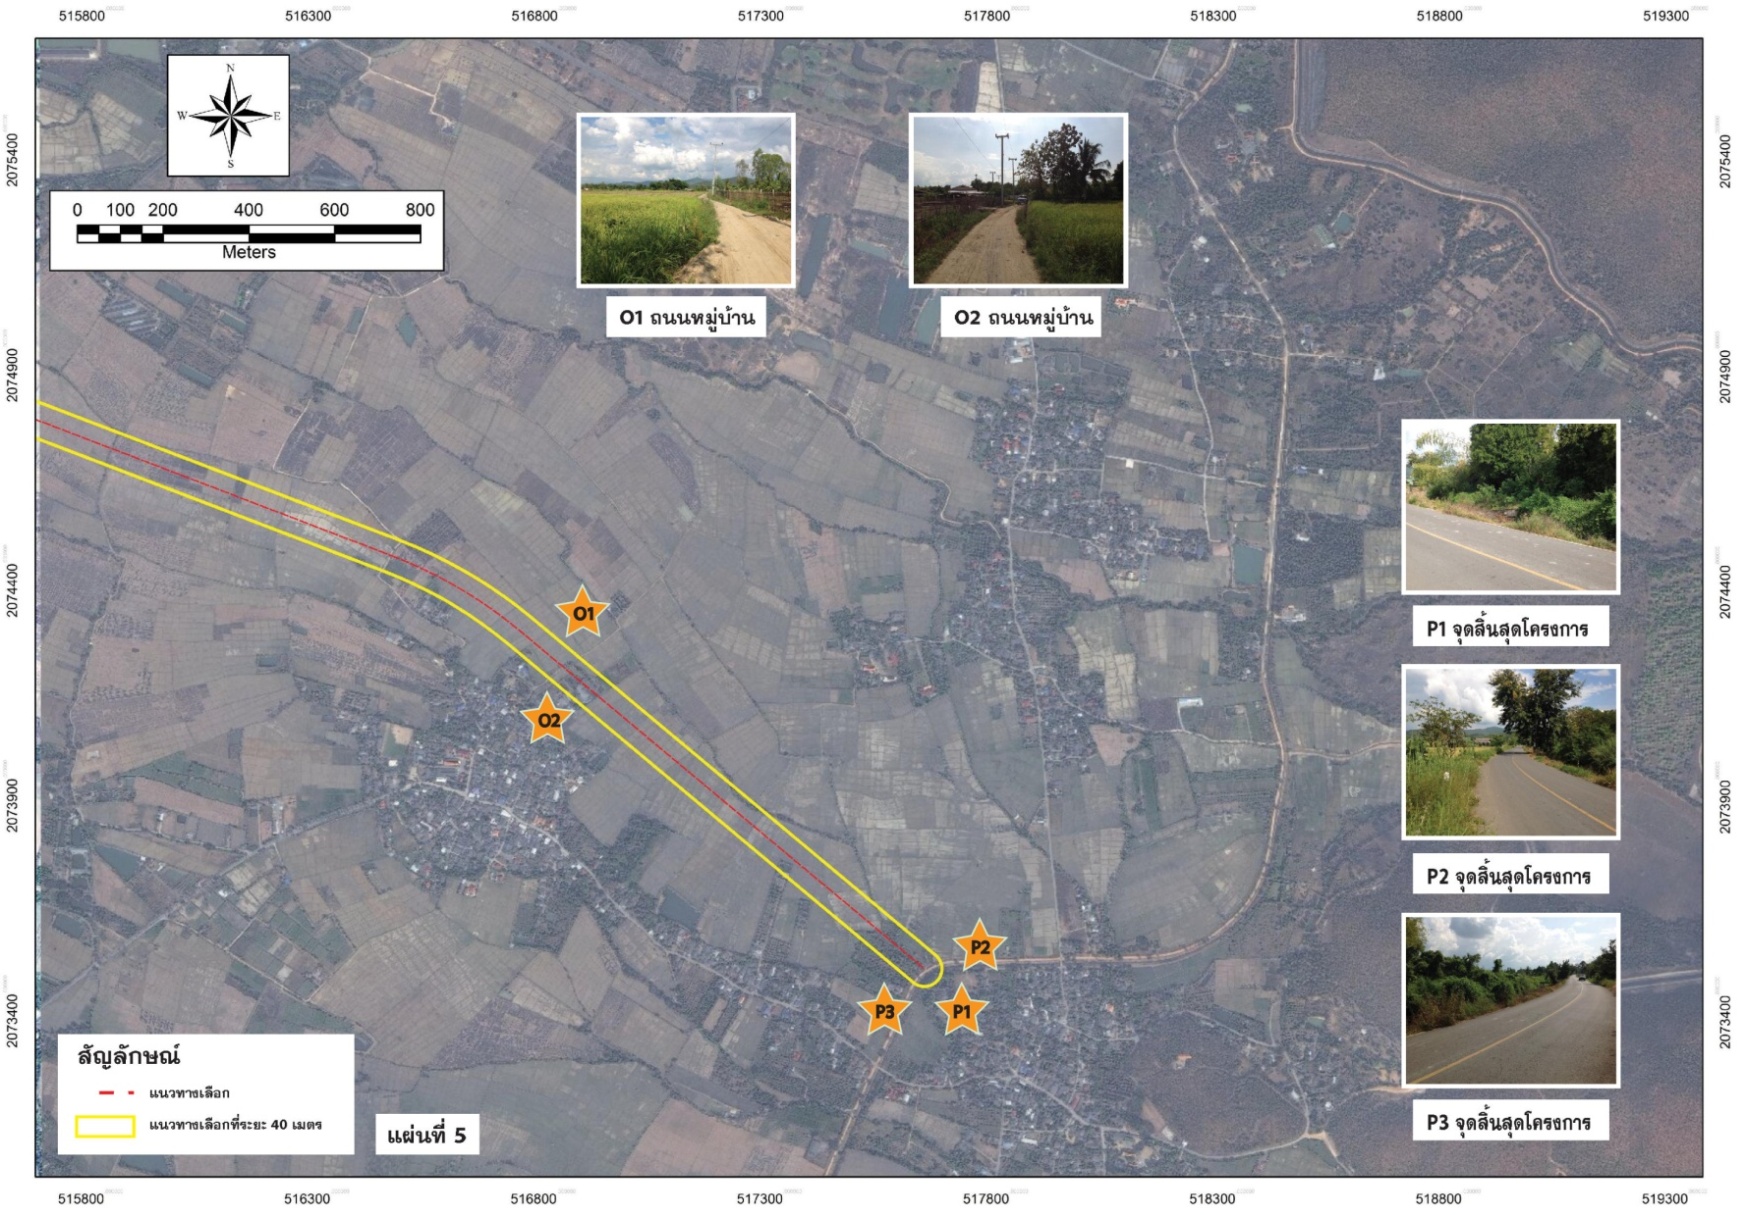 515800 516300 516800 517300 517800 518300 518800 519300
N
W E
S
0 100 200 400 600 800
Meters
2075400
2074900
2074400
2073900
2073400
O1 ถนนหมู่บ้าน
O2 ถนนหมู่บ้าน
2075400
2074900
2074400
2073900
2073400
P1 จุดสิ้นสุดโครงการ
P2 จุดสิ้นสุดโครงการ
P3 จุดสิ้นสุดโครงการ
O1
O2
P2
P3
P1
สัญลักษณ์
แนวทางเลือก
แนวทางเลือกที่ระยะ 40 เมตร
แผ่นที่ 5
515800 516300 516800 517300 517800 518300 518800 519300